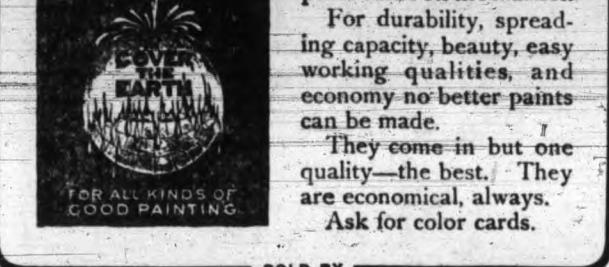 COVER
THE
EARTH
FOR ALL KINDS OF
GOOD PAINTING
For durability, spread-
ing capacity, beauty, easy
working qualities, and
economy no better paints
can be made.
They come in but one
quality—the best. They
are economical, always.
Ask for color cards.
SOLD BY